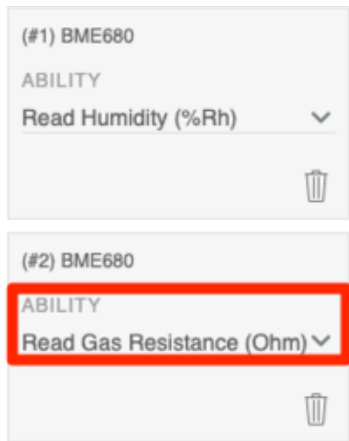 (#1) BME680
ABILITY
Read Humidity (%Rh)
(#2) BME680
ABILITY
Read Gas Resistance (Ohm)